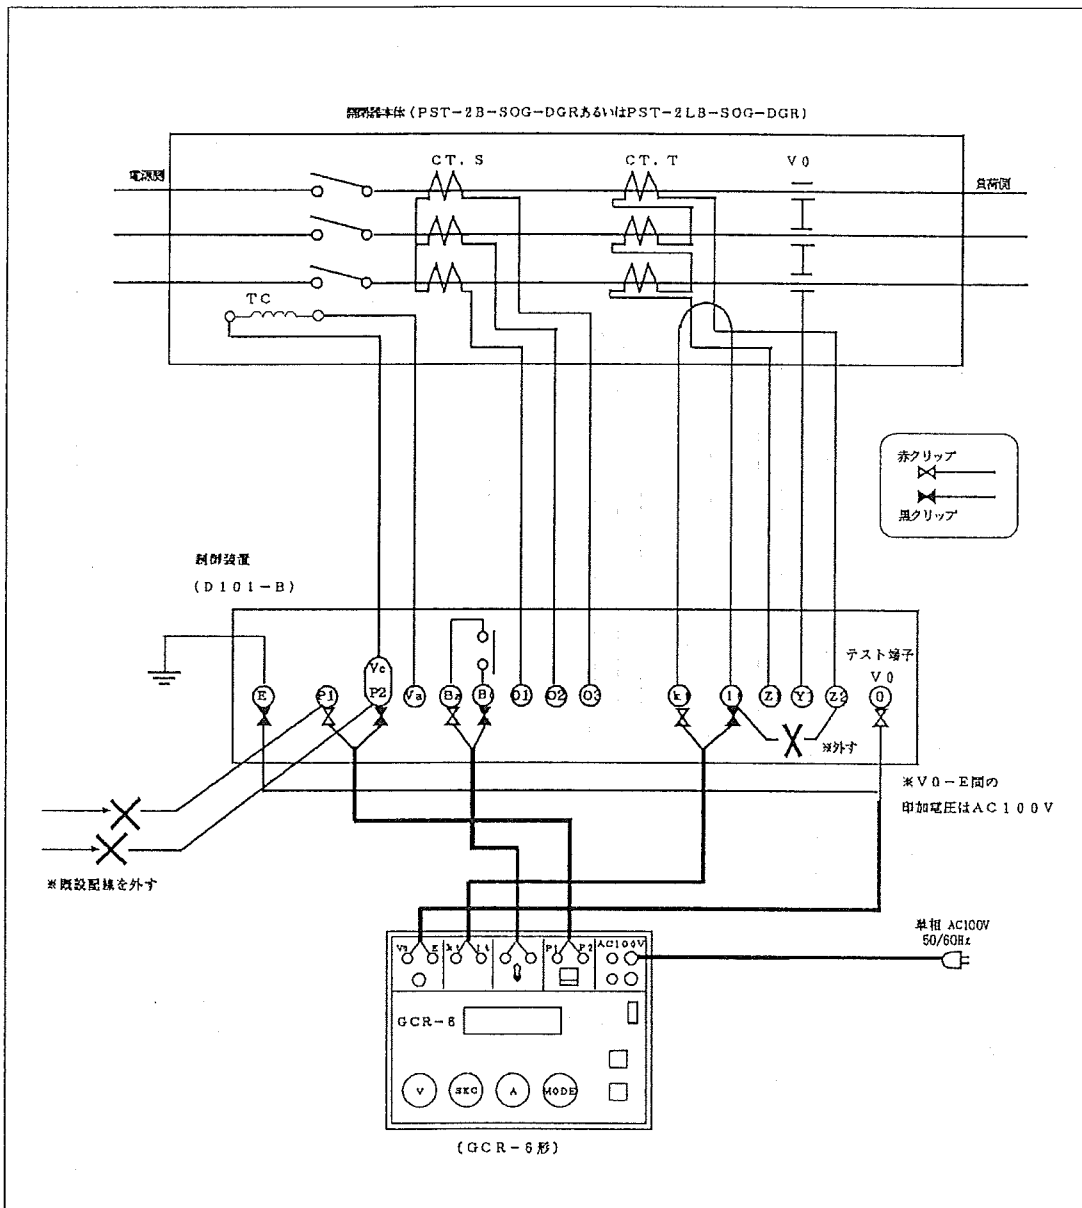 開閉器本体(PST-2B-SOG-DGRあるいはPST-2LB-SOG-DGR)
CT.S
CT.T
V0
電源側
負荷側
TC
赤クリップ
黒クリップ
制御装置
(D101-B)
テスト端子
V0
E
P1
Vc
P2
Va
O1
O2
O3
Z1
Y1
Z2
※外す
※V0-E間の
印加電圧はAC100V
※既設配線を外す
単相 AC100V
50/60Hz
E
kt
lt
P1
P2
AC100V
GCR-6
V
SEC
A
MODE
(GCR-6形)